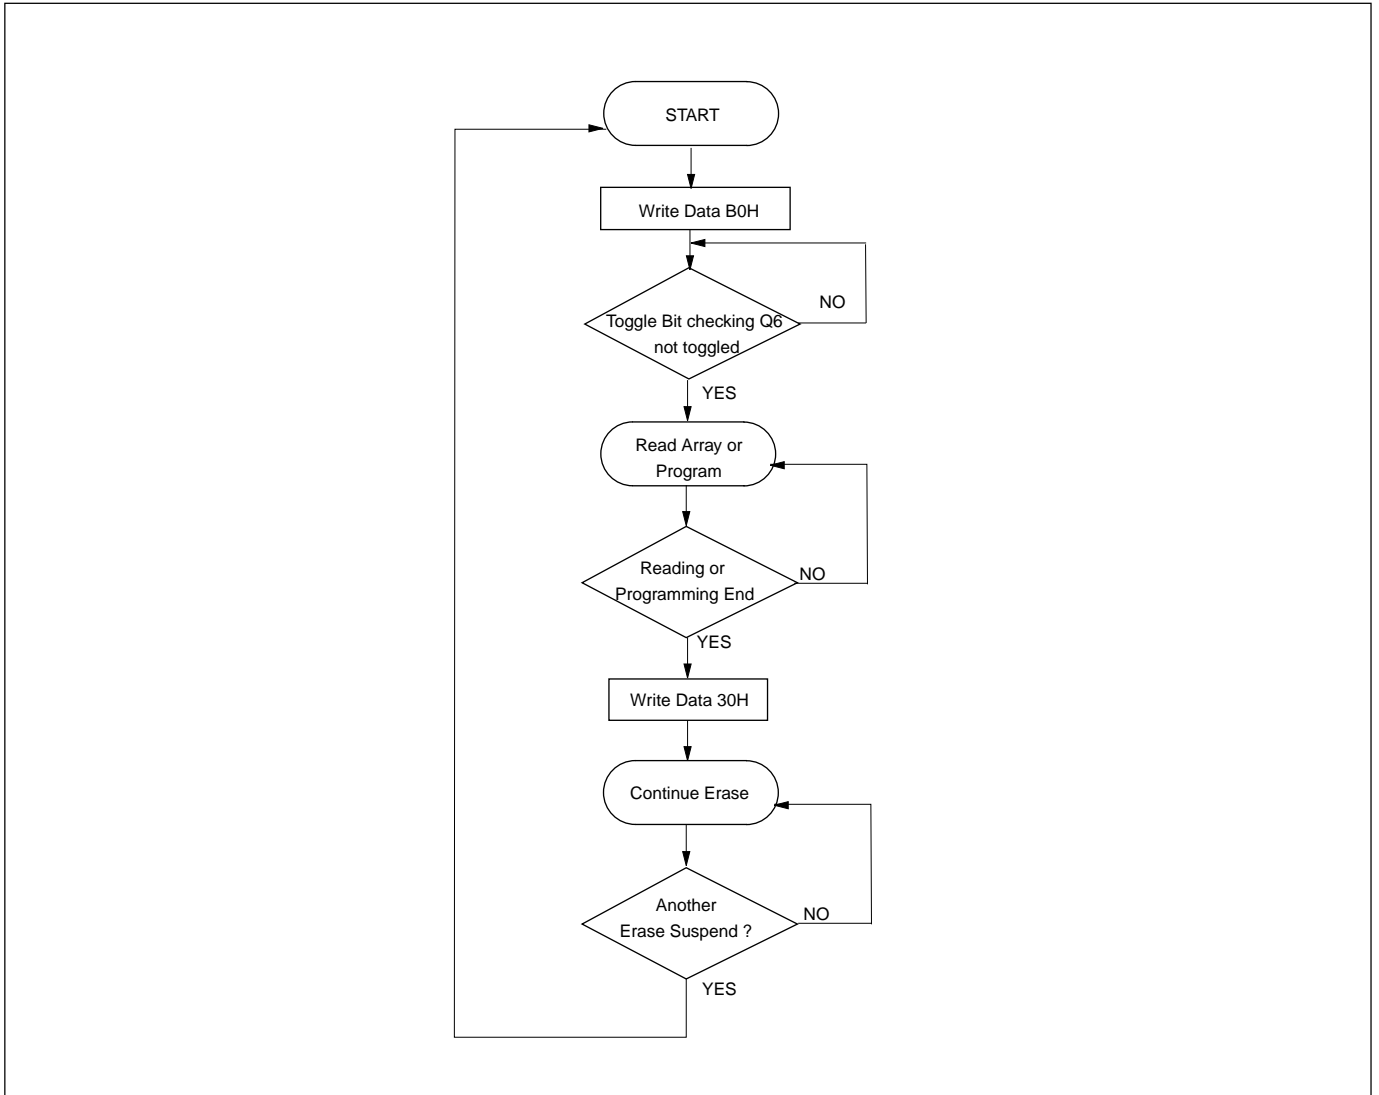 START
Write Data B0H
NO
Toggle Bit checking Q6
not toggled
YES
Read Array or
Program
Reading or
NO
Programming End
YES
Write Data 30H
Continue Erase
Another
NO
Erase Suspend ?
YES